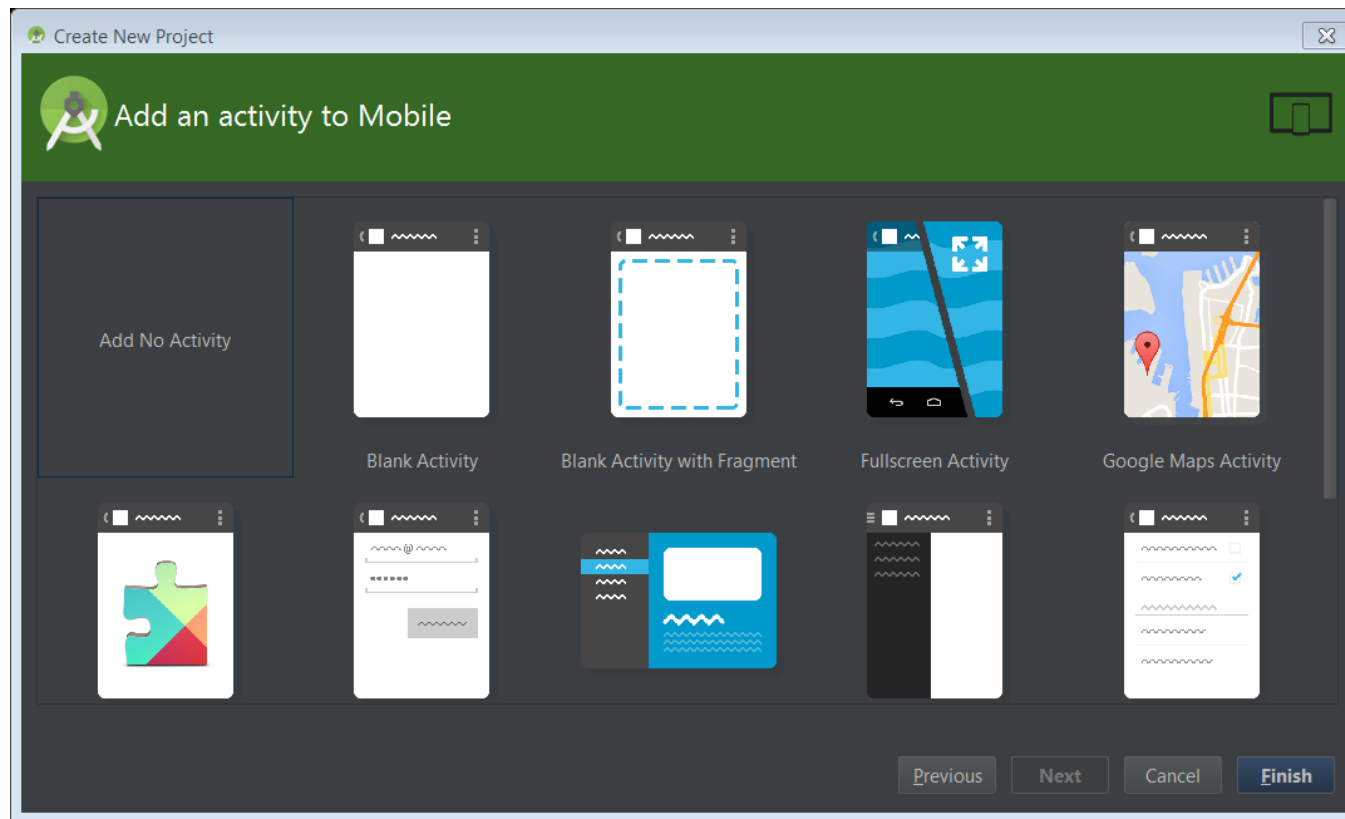 Create New Project
Add an activity to Mobile
Add No Activity
Blank Activity
Blank Activity with Fragment
Fullscreen Activity
Google Maps Activity
@
Previous
Next
Cancel
Finish